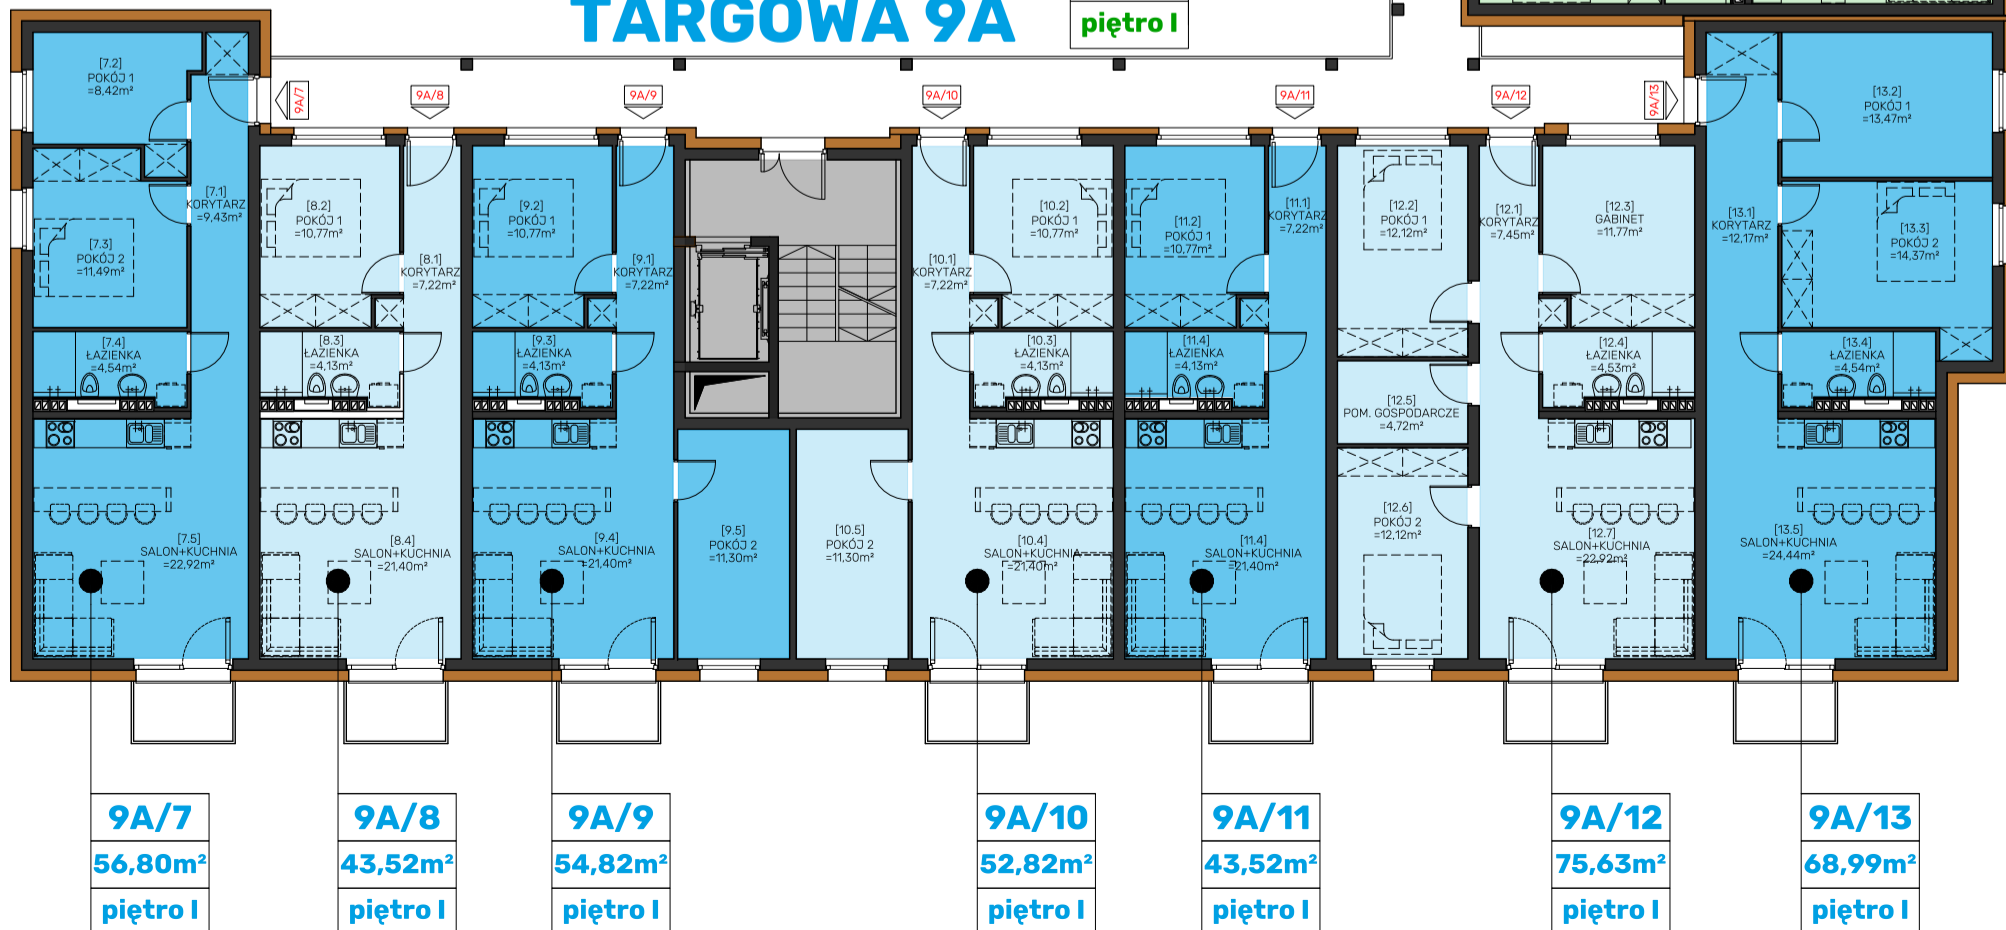 TARGOWA 9A
piętro I
9A/7
9A/8
9A/9
9A/10
9A/11
9A/12
9A/13
[7.2]
POKÓJ 1
=8,42m²
[7.1]
KORYTARZ
=9,43m²
[7.3]
POKÓJ 2
=11,49m²
[7.4]
ŁAZIENKA
=4,54m²
[7.5]
SALON+KUCHNIA
=22,92m²
[8.2]
POKÓJ 1
=10,77m²
[8.1]
KORYTARZ
=7,22m²
[8.3]
ŁAZIENKA
=4,13m²
[8.4]
SALON+KUCHNIA
=21,40m²
[9.2]
POKÓJ 1
=10,77m²
[9.1]
KORYTARZ
=7,22m²
[9.3]
ŁAZIENKA
=4,13m²
[9.4]
SALON+KUCHNIA
=21,40m²
[9.5]
POKÓJ 2
=11,30m²
[10.5]
POKÓJ 2
=11,30m²
[10.1]
KORYTARZ
=7,22m²
[10.2]
POKÓJ 1
=10,77m²
[10.3]
ŁAZIENKA
=4,13m²
[10.4]
SALON+KUCHNIA
=21,40m²
[11.2]
POKÓJ 1
=10,77m²
[11.1]
KORYTARZ
=7,22m²
[11.4]
ŁAZIENKA
=4,13m²
[11.4]
SALON+KUCHNIA
=21,40m²
[12.2]
POKÓJ 1
=12,12m²
[12.1]
KORYTARZ
=7,45m²
[12.3]
GABINET
=11,77m²
[12.4]
ŁAZIENKA
=4,53m²
[12.5]
POM. GOSPODARCZE
=4,72m²
[12.6]
POKÓJ 2
=12,12m²
[12.7]
SALON+KUCHNIA
=22,92m²
[13.2]
POKÓJ 1
=13,47m²
[13.1]
KORYTARZ
=12,17m²
[13.3]
POKÓJ 2
=14,37m²
[13.4]
ŁAZIENKA
=4,54m²
[13.5]
SALON+KUCHNIA
=24,44m²
9A/7
56,80m²
piętro I
9A/8
43,52m²
piętro I
9A/9
54,82m²
piętro I
9A/10
52,82m²
piętro I
9A/11
43,52m²
piętro I
9A/12
75,63m²
piętro I
9A/13
68,99m²
piętro I